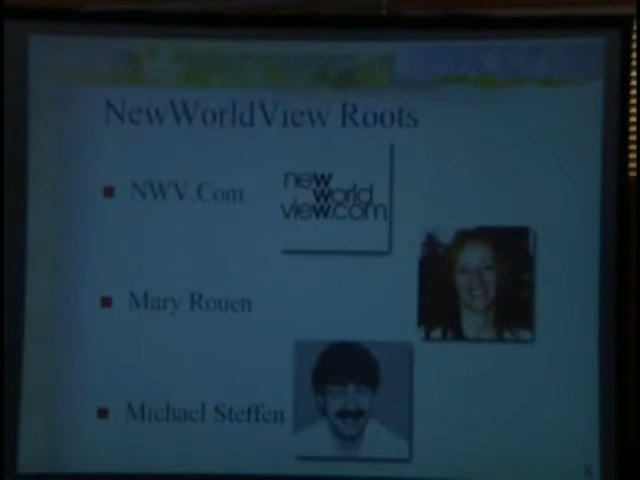 NewWorldView Roots
NWV.Com
new
world
view.com
Mary Rouen
Michael Steffen